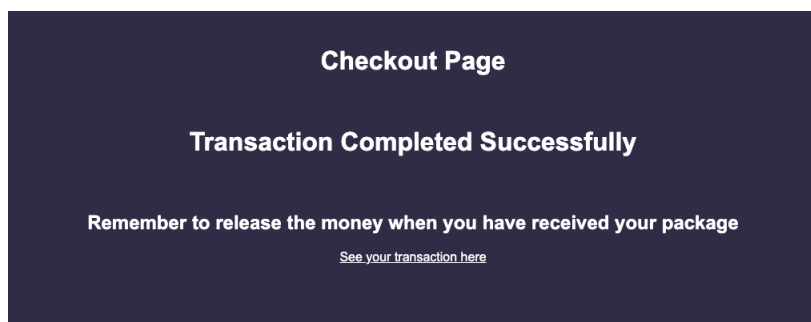 Checkout Page
Transaction Completed Successfully
Remember to release the money when you have received your package
See your transaction here